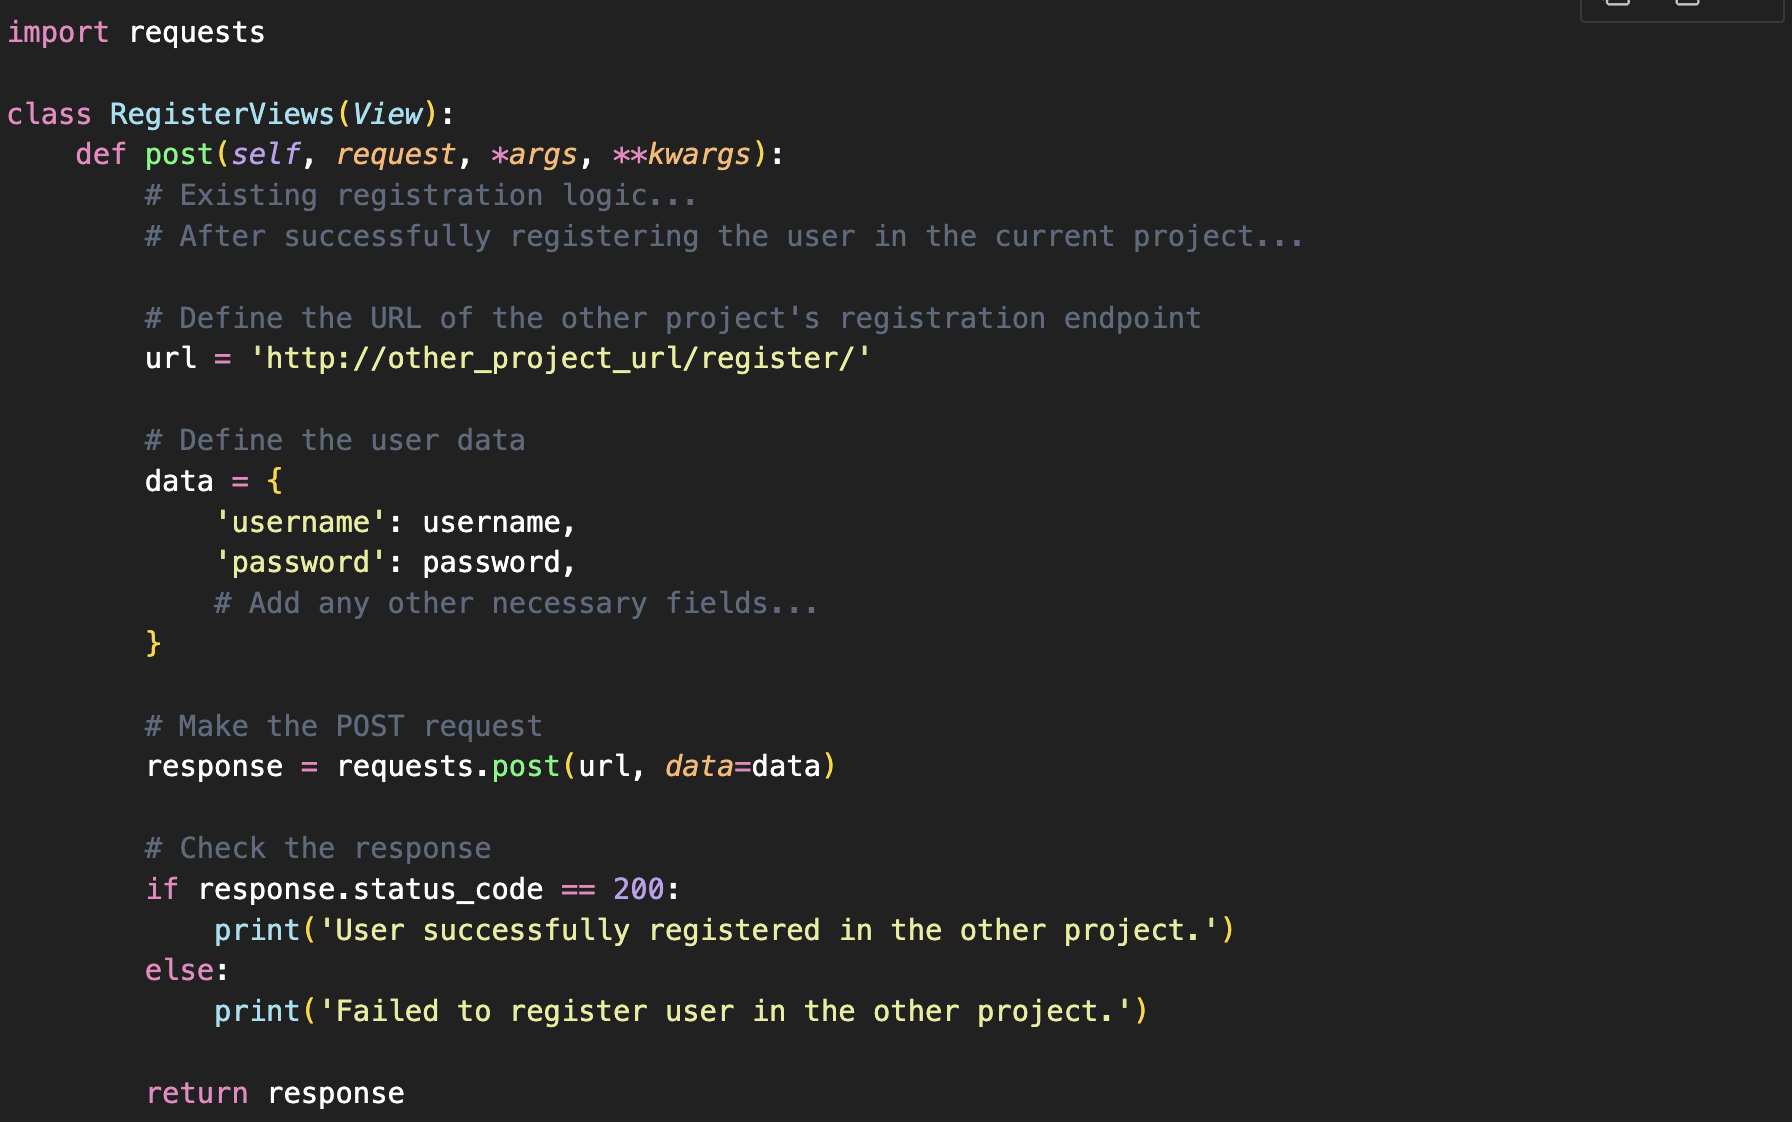 import requests
class RegisterViews(View):
def post(self, request, *args, **kwargs):
# Existing registration logic...
# After successfully registering the user in the current project...
# Define the URL of the other project's registration endpoint
url = 'http://other_project_url/register/'
# Define the user data
data = {
'username': username,
'password': password,
# Add any other necessary fields...
}
# Make the POST request
response = requests.post(url, data=data)
# Check the response
if response.status_code == 200:
print('User successfully registered in the other project.')
else:
print('Failed to register user in the other project.')
return response